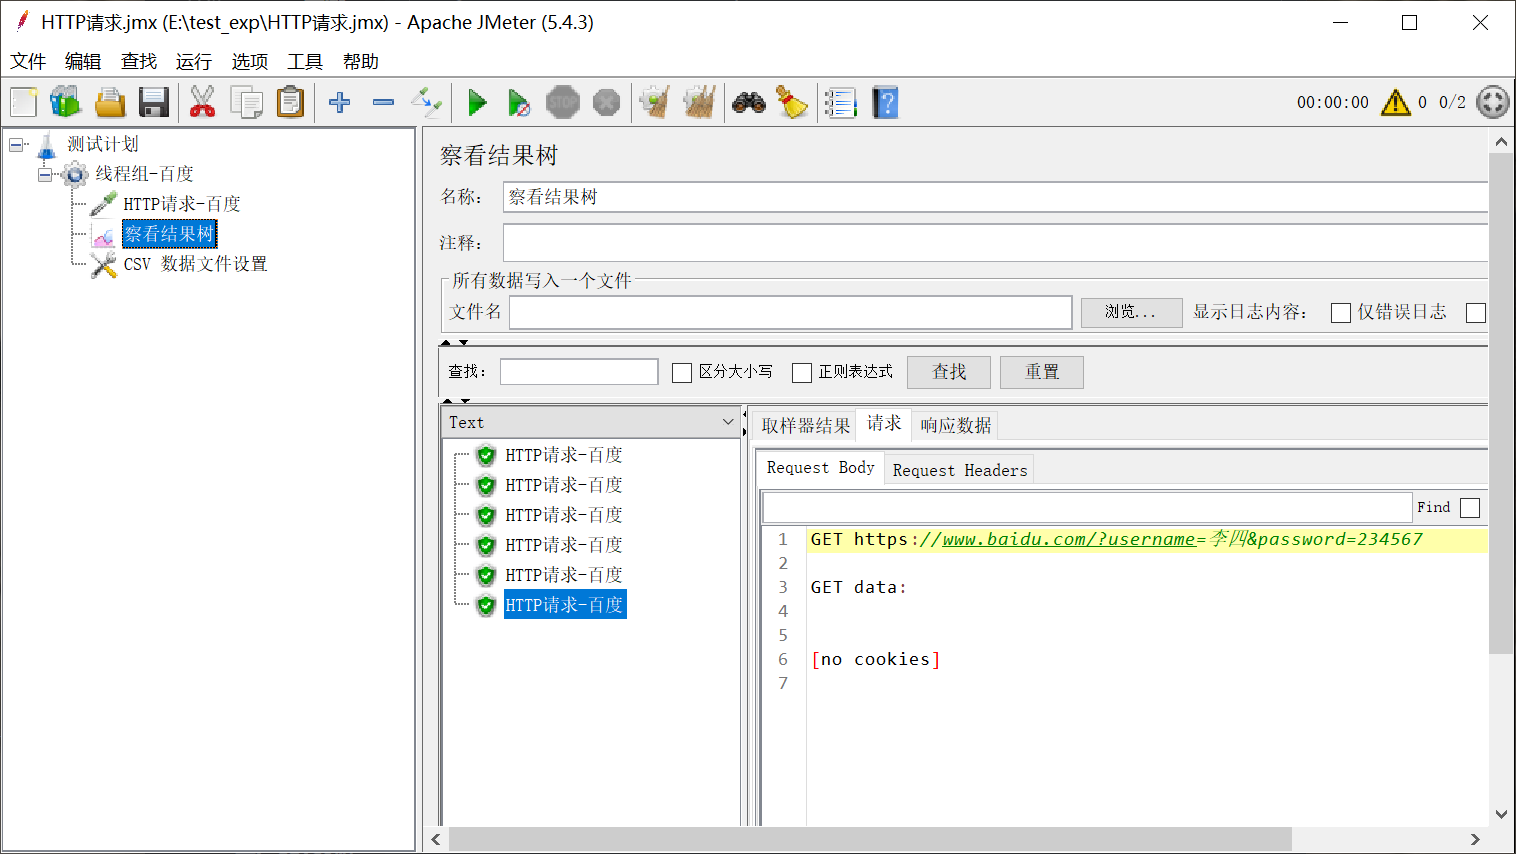 HTTP请求.jmx (E:\test_exp\HTTP请求.jmx) - Apache JMeter (5.4.3)
文件 编辑 查找 运行 选项 工具 帮助
STOP ? 00:00:00 0 0/2
测试计划
线程组-百度
HTTP请求-百度
察看结果树
CSV 数据文件设置
察看结果树
名称: 察看结果树
注释:
所有数据写入一个文件
文件名 浏览... 显示日志内容: 仅错误日志
查找: 区分大小写 正则表达式 查找 重置
Text
HTTP请求-百度
HTTP请求-百度
HTTP请求-百度
HTTP请求-百度
HTTP请求-百度
HTTP请求-百度
取样器结果 请求 响应数据
Request Body Request Headers
Find
1 GET https://www.baidu.com/?username=李四&password=234567
2
3 GET data:
4
5
6 [no cookies]
7